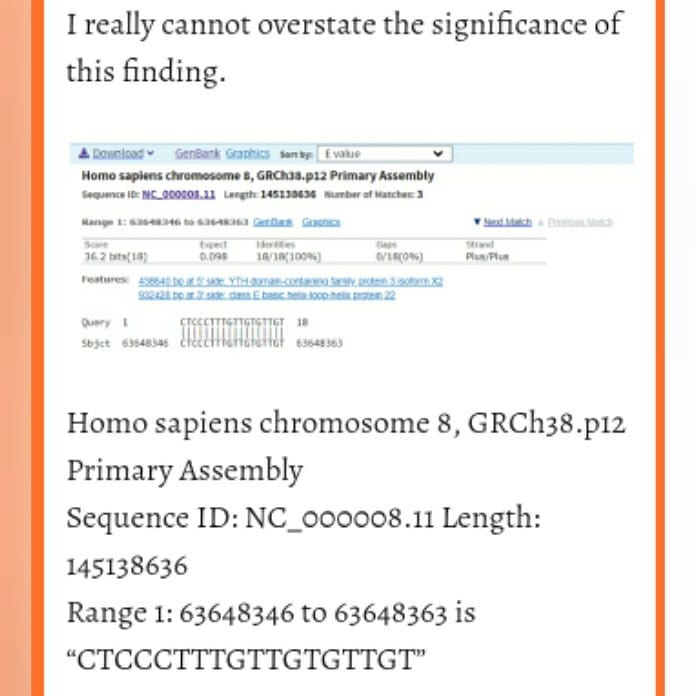 I really cannot overstate the significance of
this finding.
Download GenBank Graphics Sort by: E value
Homo sapiens chromosome 8, GRCh38.p12 Primary Assembly
Sequence ID: NC_000008.11 Length: 145138636 Number of Matches: 3
Range 1: 63648346 to 63648363 GenBank Graphics Next Match Previous Match
Score Expect Identities Gaps Strand
36.2 bits(18) 0.098 18/18(100%) 0/18(0%) Plus/Plus
Features: 438640 bp at 5' side: YTH domain-containing family protein 3 isoform X2
932428 bp at 3' side: class E basic helix-loop-helix protein 22
Query 1 CTCCCTTTGTTGTGTTGT 18
Sbjct 63648346 CTCCCTTTGTTGTGTTGT 63648363
Homo sapiens chromosome 8, GRCh38.p12
Primary Assembly
Sequence ID: NC_000008.11 Length:
145138636
Range 1: 63648346 to 63648363 is
“CTCCCTTTGTTGTGTTGT”